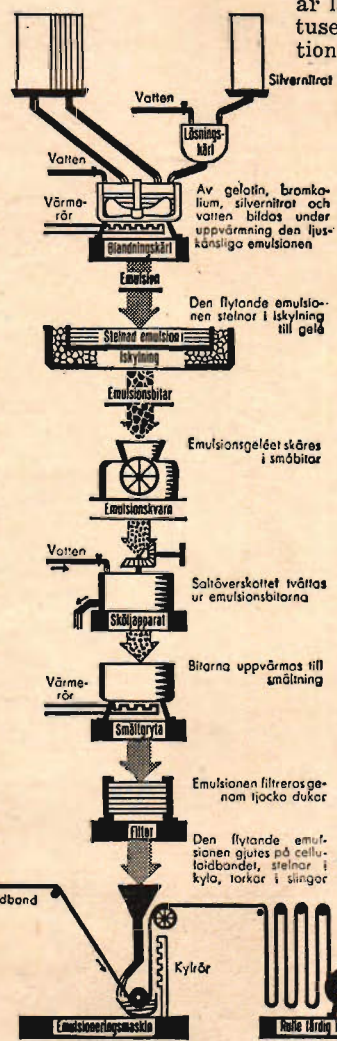 är l
tuse
tion
Silvernitrat
Vatten
Lösnings-
kärl
Vatten
Värme-
rör
Blandningskärl
Av gelatin, bromka-
lium, silvernitrat och
vatten bildas under
uppvärmning den ljus-
känsliga emulsionen
Emulsion
Den flytande emulsio-
nen stelnar i iskylning
till gelé
Stelnad emulsion
Iskylning
Emulsionsbitar
Emulsionsgeléet skäres
i småbitar
Emulsionskvarn
Vatten
Saltöverskottet tvättas
ur emulsionsbitarna
Sköljapparat
Bitarna uppvärmas till
smältning
Värme-
rör
Smältgryta
Emulsionen filtreras ge-
nom tjocka dukar
Filter
Den flytande emul-
sionen gjutes på cellu-
loidbandet, stelnar i
kyla, torkar i slingor
dband
Kylrör
Emulsioneringsmaskin
Rulle färdig